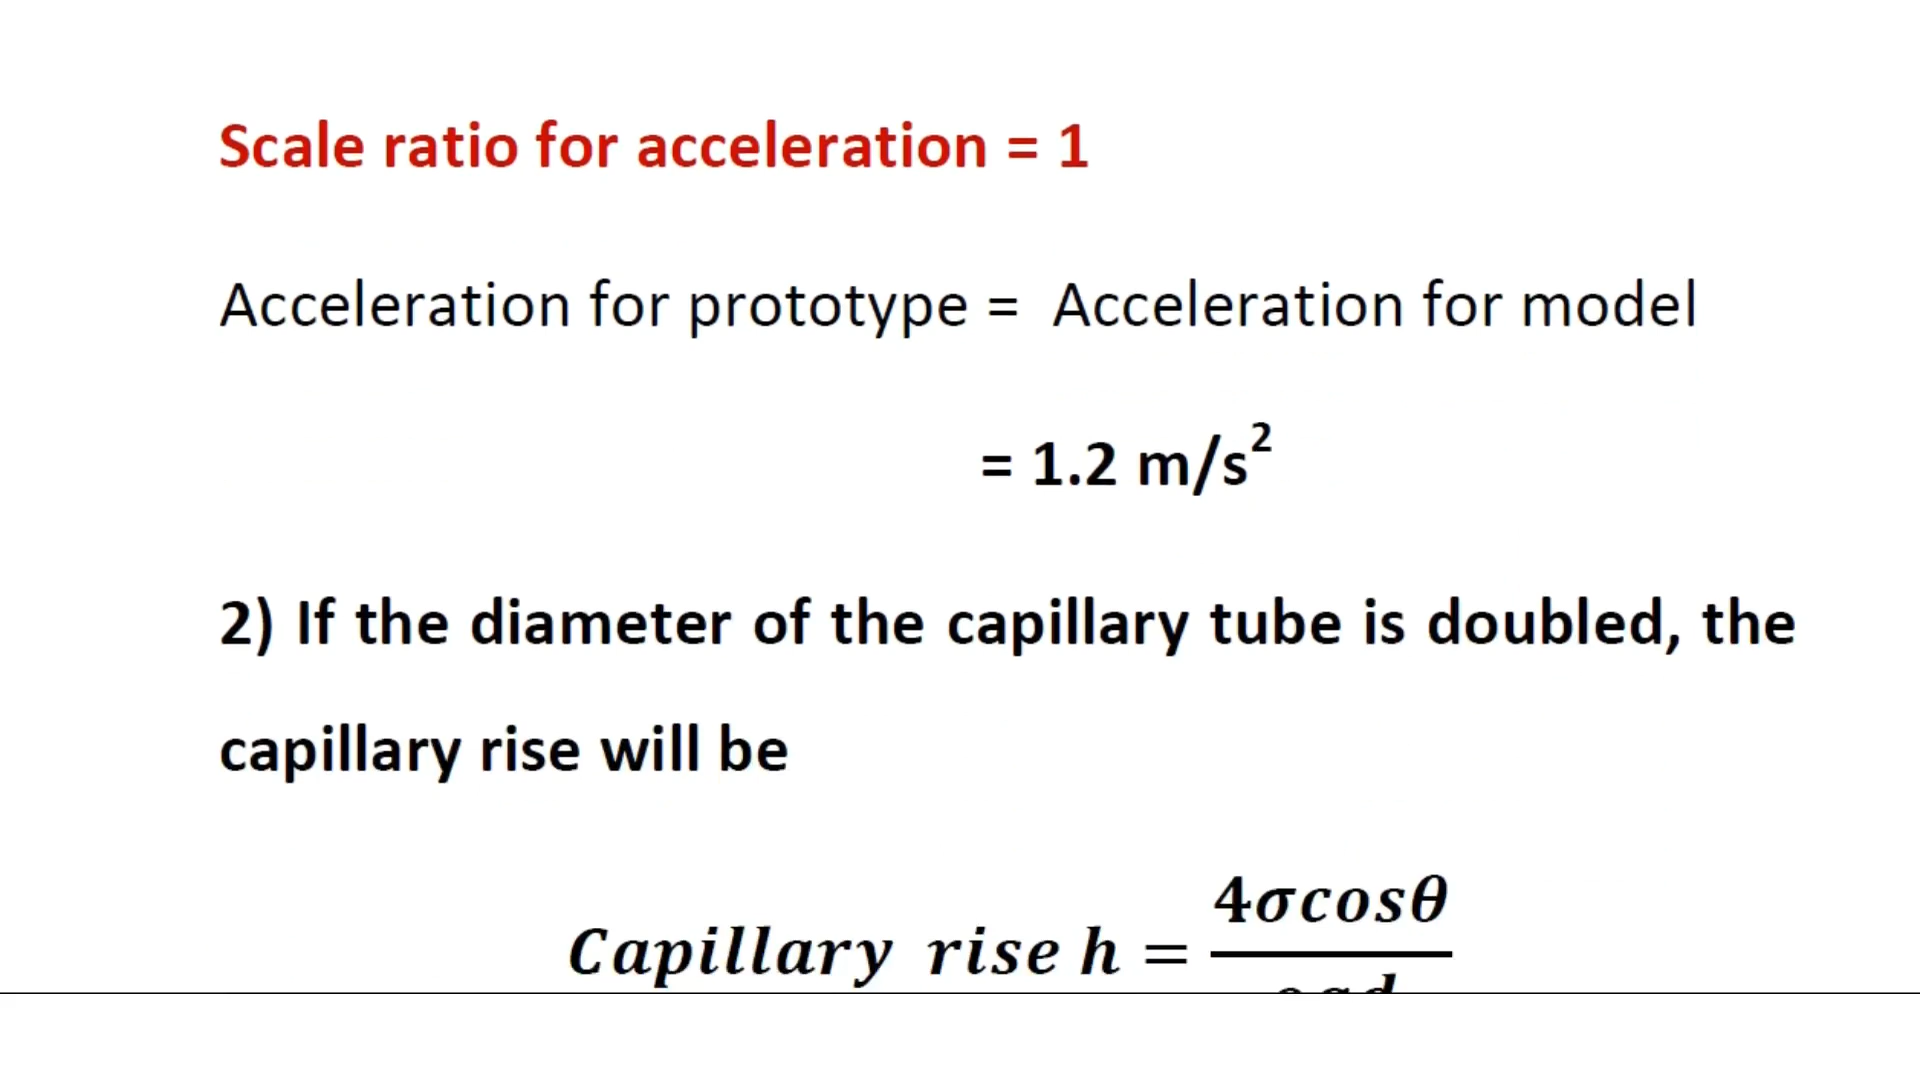 Scale ratio for acceleration = 1
Acceleration for prototype = Acceleration for model
= 1.2 m/s²
2) If the diameter of the capillary tube is doubled, the
capillary rise will be
Capillary rise h = 4σcosθ